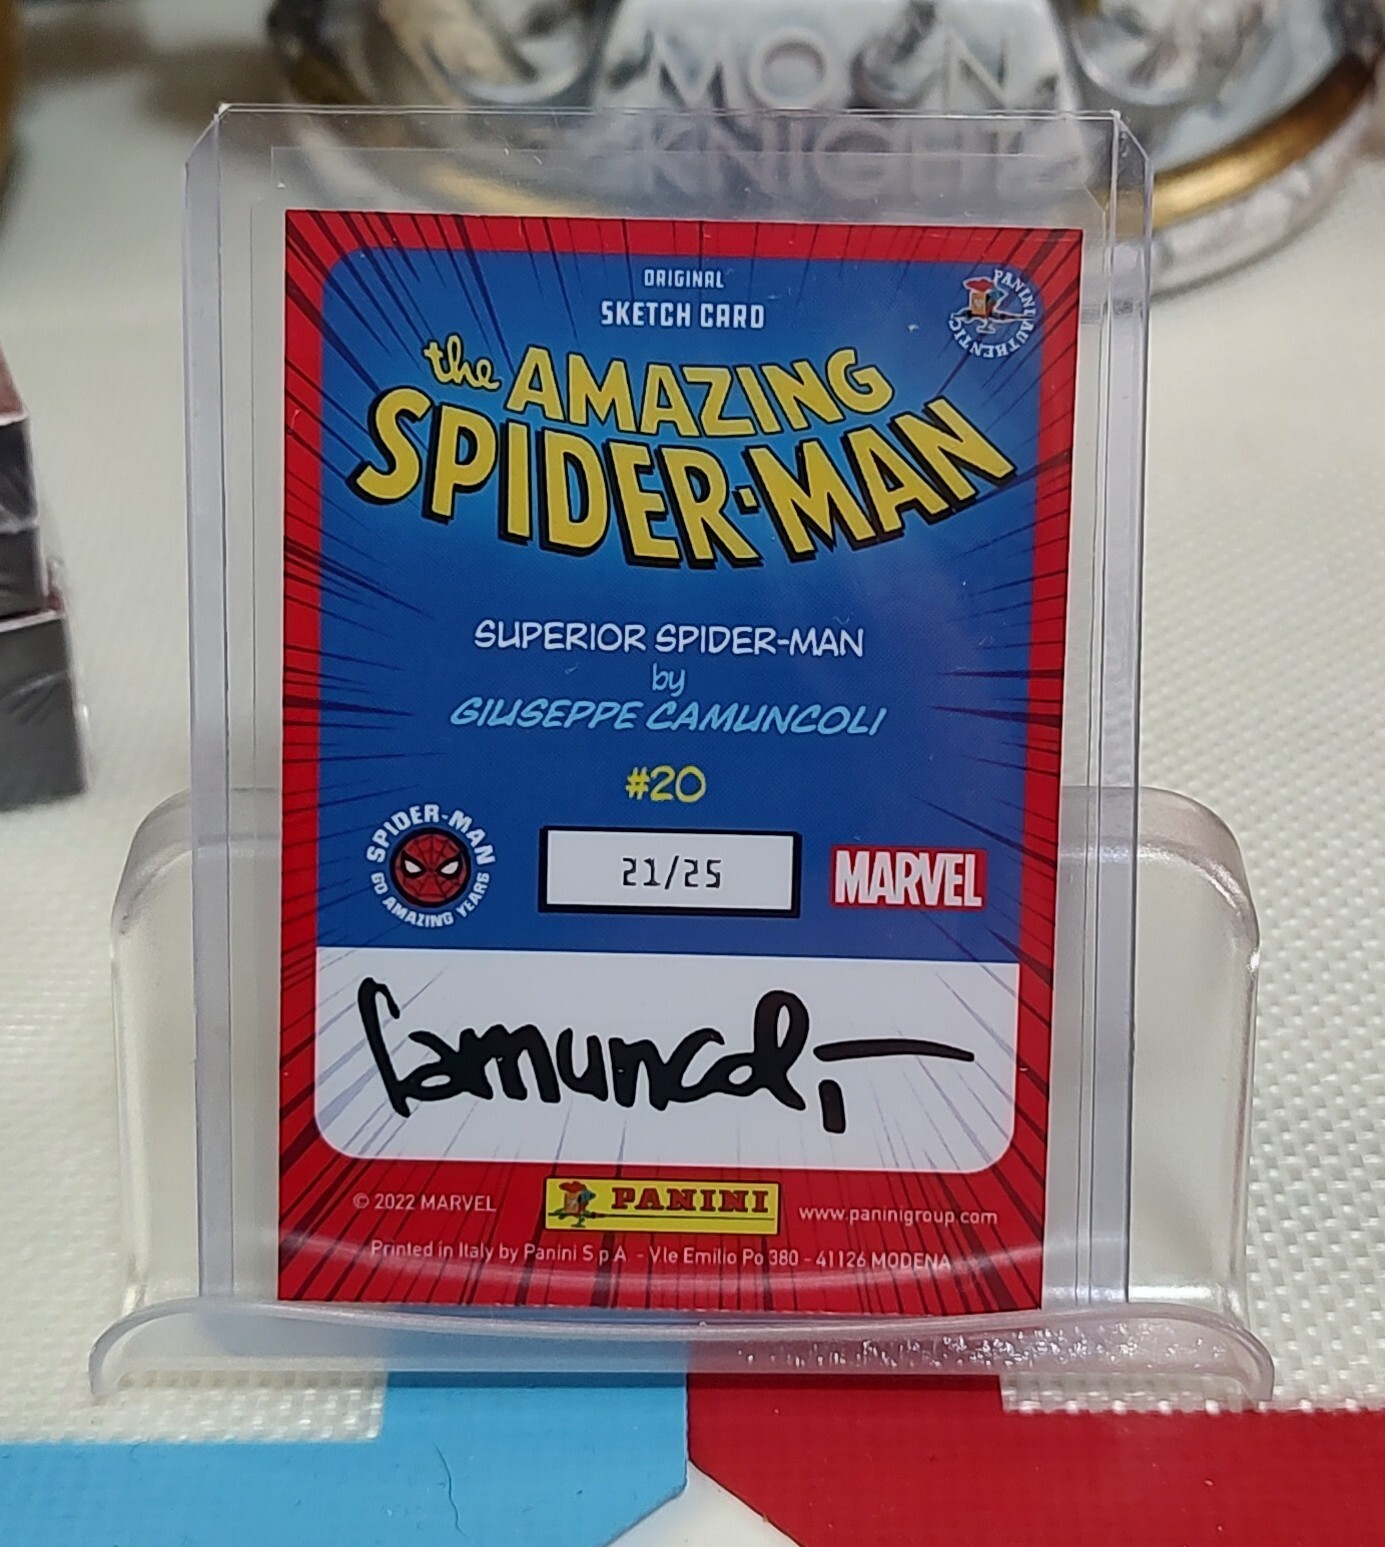 MOON
KNIGHT
ORIGINAL
SKETCH CARD
PANINI AUTHENTIC
the AMAZING
SPIDER-MAN
SUPERIOR SPIDER-MAN
by
GIUSEPPE CAMUNCOLI
#20
SPIDER-MAN
60 AMAZING YEARS
21/25
MARVEL
Camuncoli
© 2022 MARVEL
PANINI
www.paninigroup.com
Printed in Italy by Panini S.p.A. - V.le Emilio Po 380 - 41126 MODENA